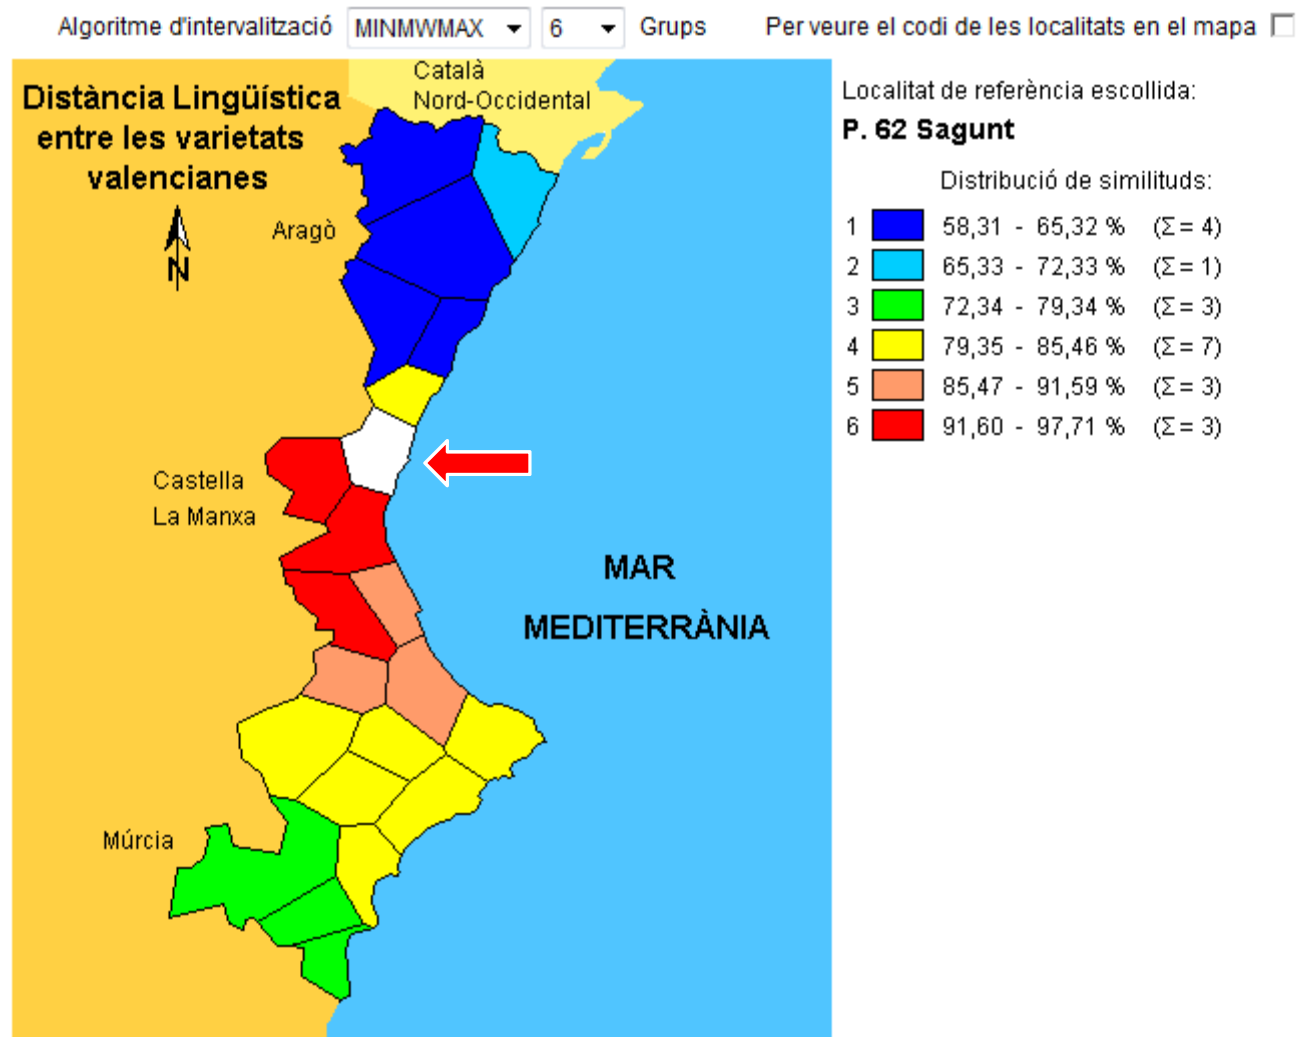 Algoritme d'intervalització MINMWMAX 6 Grups Per veure el codi de les localitats en el mapa
Distància Lingüística
entre les varietats
valencianes
N
Català
Nord-Occidental
Aragò
Castella
La Manxa
Múrcia
MAR
MEDITERRÀNIA
Localitat de referència escollida:
P. 62 Sagunt
Distribució de similituds:
1 58,31 - 65,32 % (Σ = 4)
2 65,33 - 72,33 % (Σ = 1)
3 72,34 - 79,34 % (Σ = 3)
4 79,35 - 85,46 % (Σ = 7)
5 85,47 - 91,59 % (Σ = 3)
6 91,60 - 97,71 % (Σ = 3)